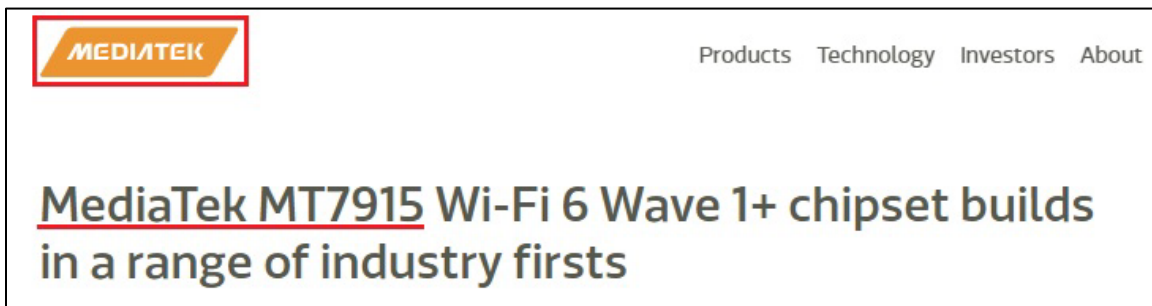 MEDIATEK
Products Technology Investors About
MediaTek MT7915 Wi-Fi 6 Wave 1+ chipset builds
in a range of industry firsts